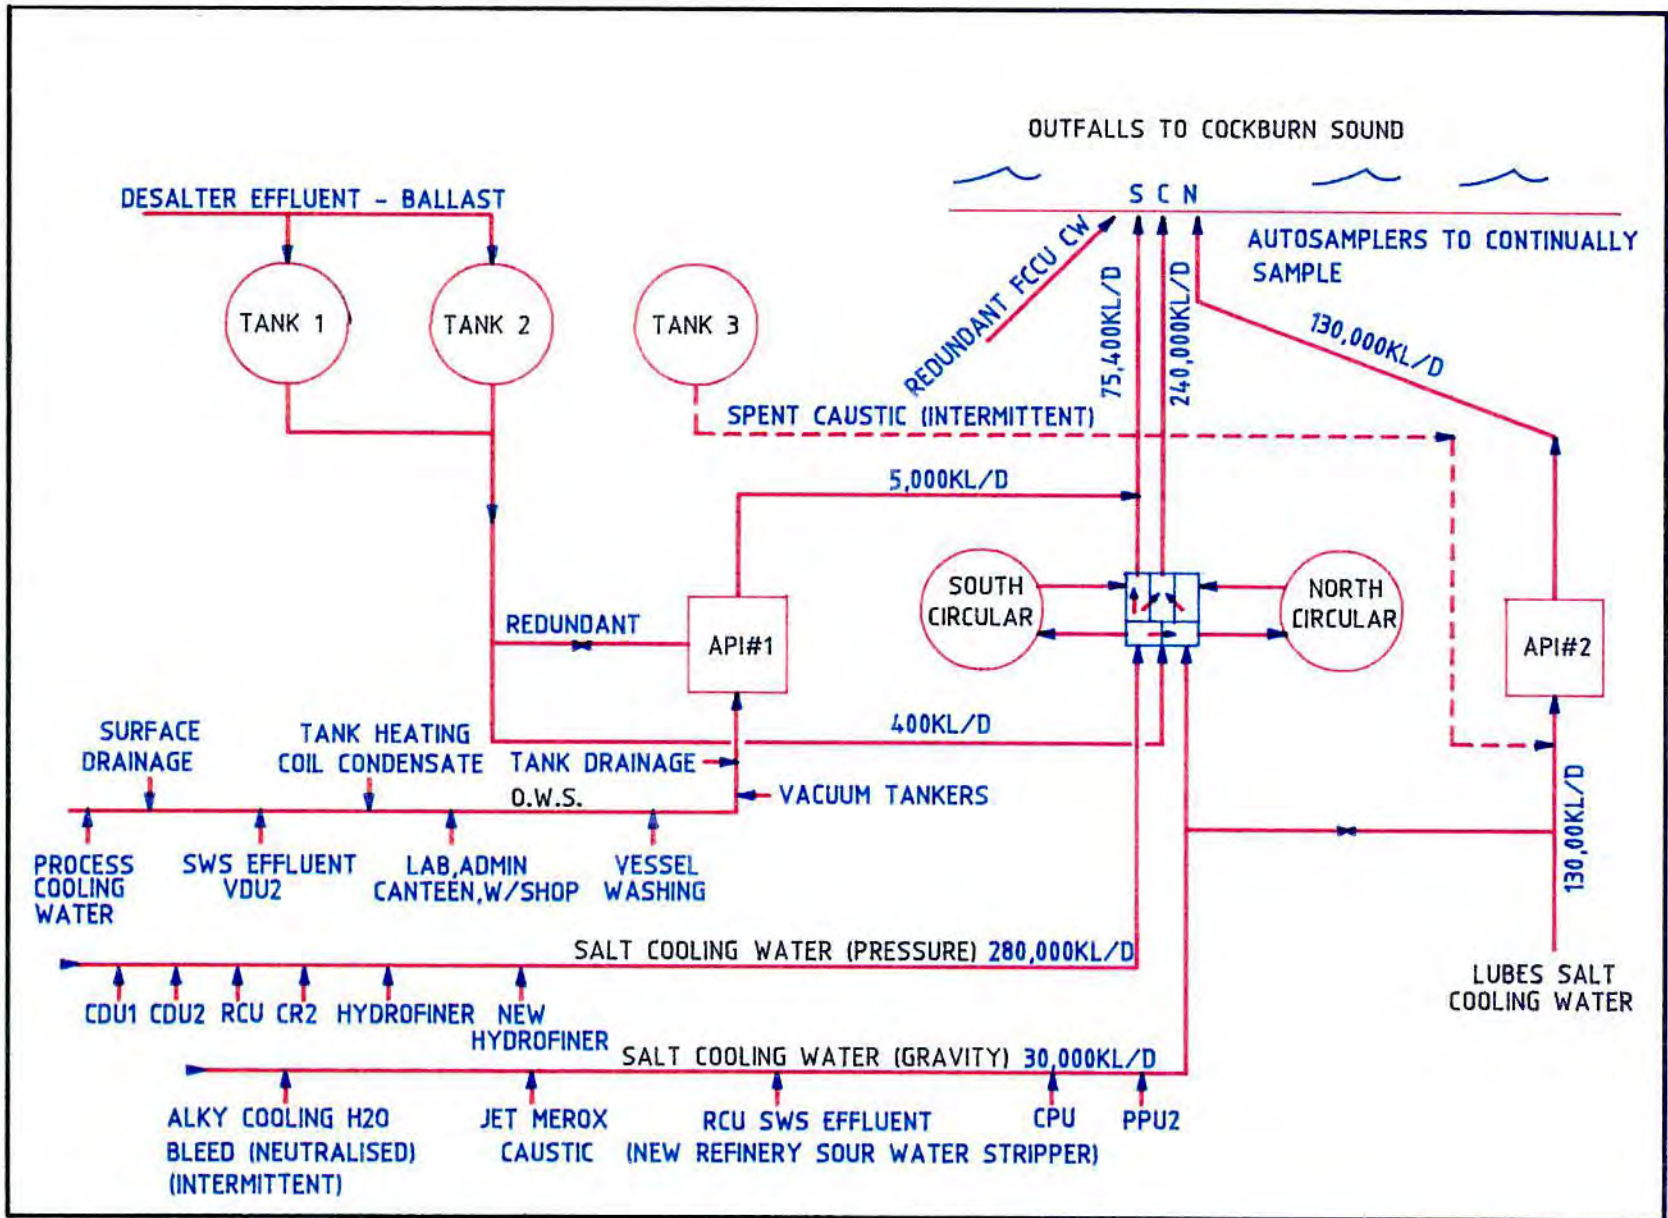 OUTFALLS TO COCKBURN SOUND
DESALTER EFFLUENT - BALLAST
S C N
AUTOSAMPLERS TO CONTINUALLY
SAMPLE
REDUNDANT FCCU CW
75,400KL/D
240,000KL/D
130,000KL/D
TANK 1
TANK 2
TANK 3
SPENT CAUSTIC (INTERMITTENT)
5,000KL/D
SOUTH
CIRCULAR
NORTH
CIRCULAR
REDUNDANT
API#1
API#2
400KL/D
SURFACE
DRAINAGE
TANK HEATING
COIL CONDENSATE
TANK DRAINAGE
O.W.S.
VACUUM TANKERS
130,00KL/D
PROCESS
COOLING
WATER
SWS EFFLUENT
VDU2
LAB,ADMIN
CANTEEN,W/SHOP
VESSEL
WASHING
SALT COOLING WATER (PRESSURE) 280,000KL/D
LUBES SALT
COOLING WATER
CDU1 CDU2 RCU CR2 HYDROFINER NEW
HYDROFINER
SALT COOLING WATER (GRAVITY) 30,000KL/D
ALKY COOLING H2O
BLEED (NEUTRALISED)
(INTERMITTENT)
JET MEROX
CAUSTIC
RCU SWS EFFLUENT
(NEW REFINERY SOUR WATER STRIPPER)
CPU
PPU2